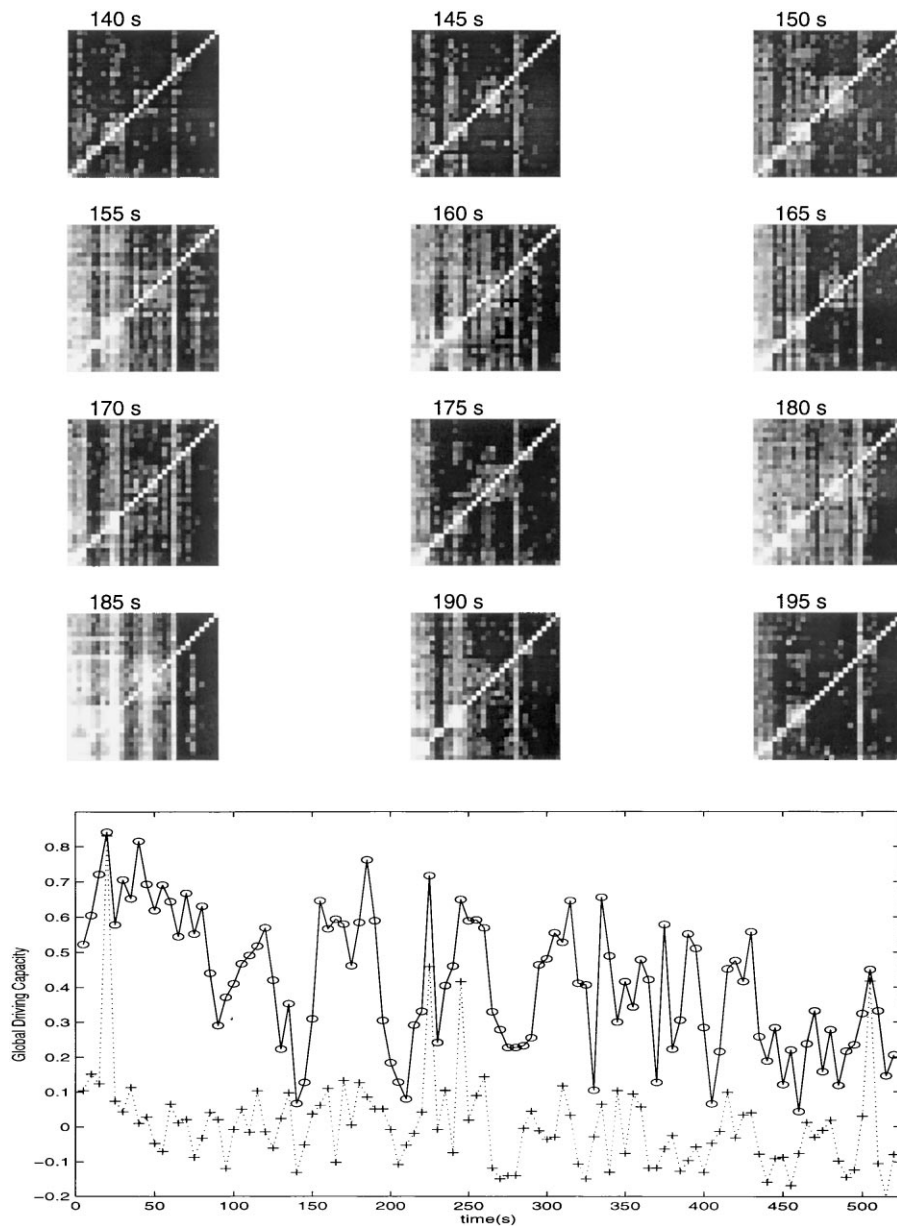 140 s 145 s 150 s
155 s 160 s 165 s
170 s 175 s 180 s
185 s 190 s 195 s
Global Driving Capacity
0.8
0.7
0.6
0.5
0.4
0.3
0.2
0.1
0
−0.1
−0.2
0 50 100 150 200 250 300 350 400 450 500
time(s)